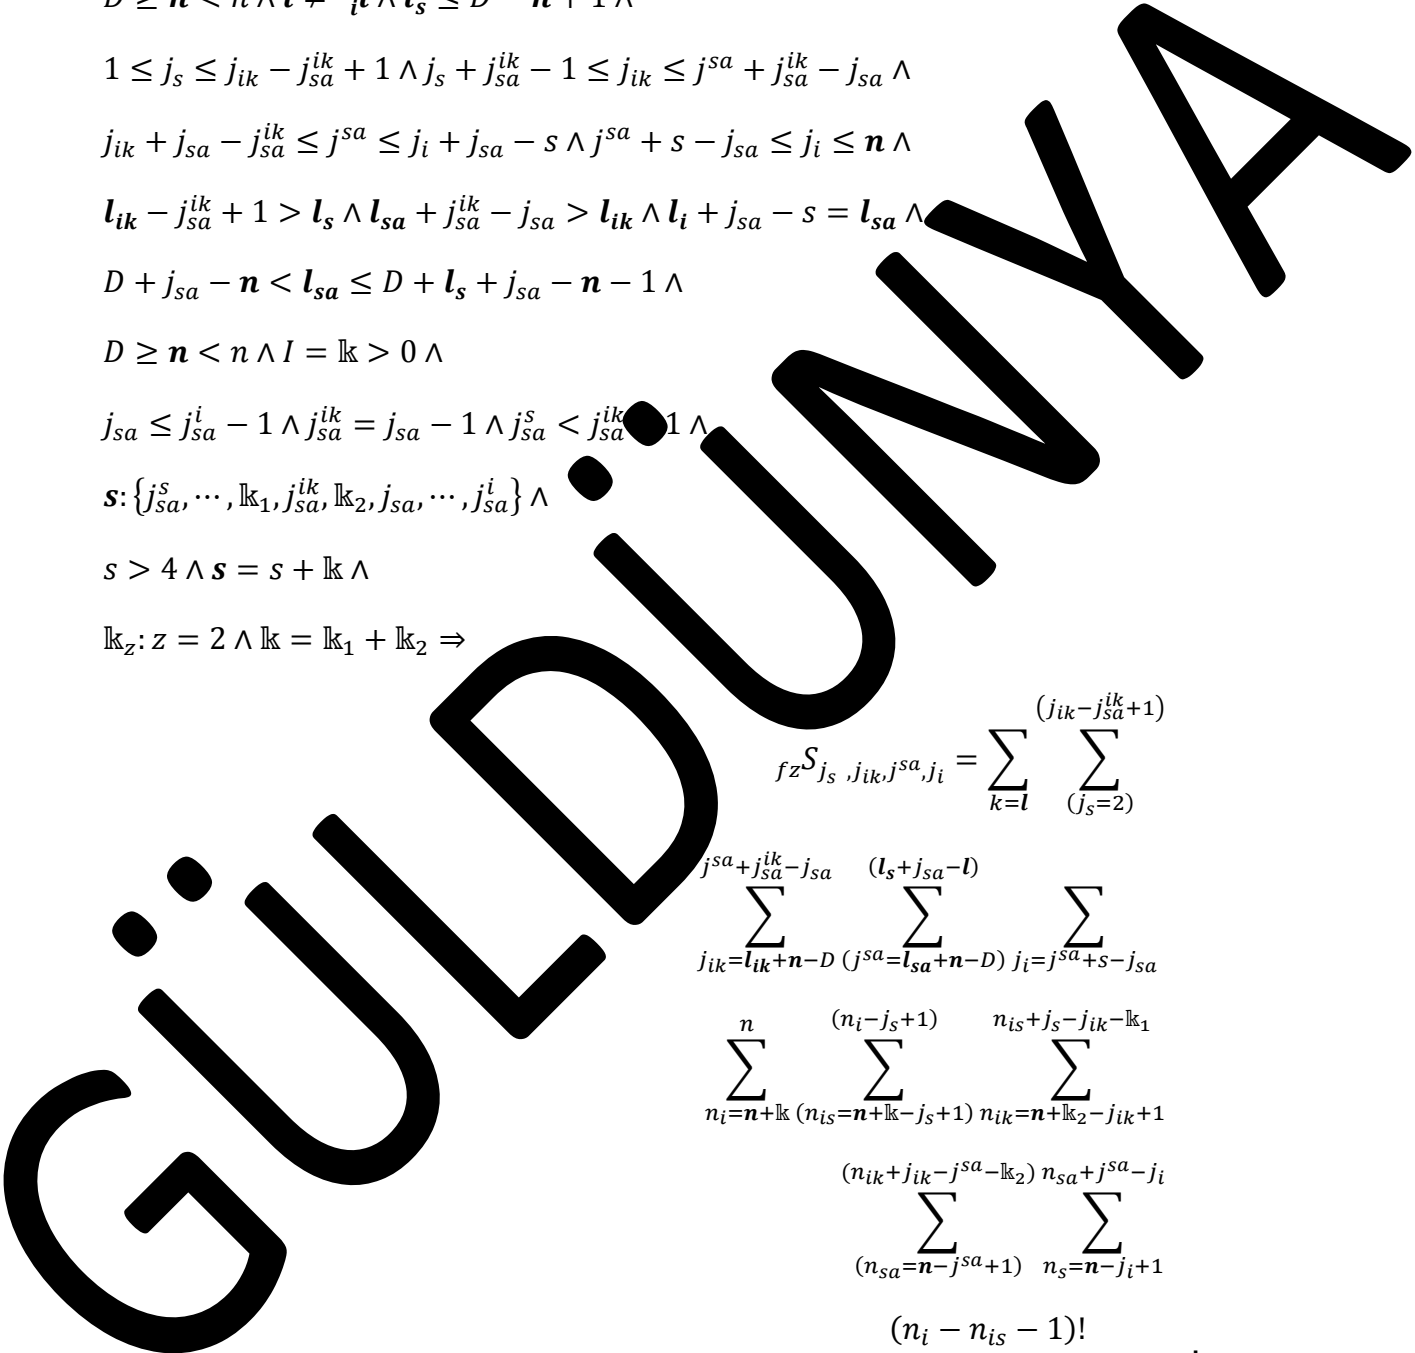 D ≥ 𝒏 < n ∧ 𝒍 ≠ ᵢ𝒍 ∧ 𝒍ₛ ≤ D − 𝒏 + 1 ∧
1 ≤ j_s ≤ j_{ik} − j_{sa}^{ik} + 1 ∧ j_s + j_{sa}^{ik} − 1 ≤ j_{ik} ≤ j^{sa} + j_{sa}^{ik} − j_{sa} ∧
j_{ik} + j_{sa} − j_{sa}^{ik} ≤ j^{sa} ≤ j_i + j_{sa} − s ∧ j^{sa} + s − j_{sa} ≤ j_i ≤ 𝒏 ∧
𝒍_{𝒊𝒌} − j_{sa}^{ik} + 1 > 𝒍_𝒔 ∧ 𝒍_{𝒔𝒂} + j_{sa}^{ik} − j_{sa} > 𝒍_{𝒊𝒌} ∧ 𝒍_𝒊 + j_{sa} − s = 𝒍_{𝒔𝒂} ∧
D + j_{sa} − 𝒏 < 𝒍_{𝒔𝒂} ≤ D + 𝒍_𝒔 + j_{sa} − 𝒏 − 1 ∧
D ≥ 𝒏 < n ∧ I = 𝕜 > 0 ∧
j_{sa} ≤ j_{sa}^{i} − 1 ∧ j_{sa}^{ik} = j_{sa} − 1 ∧ j_{sa}^{s} < j_{sa}^{ik} 1 ∧
𝒔: {j_{sa}^{s}, ⋯ , 𝕜_1, j_{sa}^{ik}, 𝕜_2, j_{sa}, ⋯ , j_{sa}^{i}} ∧
s > 4 ∧ 𝒔 = s + 𝕜 ∧
𝕜_z: z = 2 ∧ 𝕜 = 𝕜_1 + 𝕜_2 ⇒
_{fz}S_{j_s ,j_{ik},j^{sa},j_i} = ∑_{k=𝒍} ∑_{(j_s=2)}^{(j_{ik}−j_{sa}^{ik}+1)}
∑_{j_{ik}=𝒍_{𝒊𝒌}+𝒏−D}^{j^{sa}+j_{sa}^{ik}−j_{sa}} ∑_{(j^{sa}=𝒍_{𝒔𝒂}+𝒏−D)}^{(𝒍_𝒔+j_{sa}−𝒍)} ∑_{j_i=j^{sa}+s−j_{sa}}
∑_{n_i=𝒏+𝕜}^{n} ∑_{(n_{is}=𝒏+𝕜−j_s+1)}^{(n_i−j_s+1)} ∑_{n_{ik}=𝒏+𝕜_2−j_{ik}+1}^{n_{is}+j_s−j_{ik}−𝕜_1}
∑_{(n_{sa}=𝒏−j^{sa}+1)}^{(n_{ik}+j_{ik}−j^{sa}−𝕜_2)} ∑_{n_s=𝒏−j_i+1}^{n_{sa}+j^{sa}−j_i}
(n_i − n_{is} − 1)!
GÜLDÜNYA